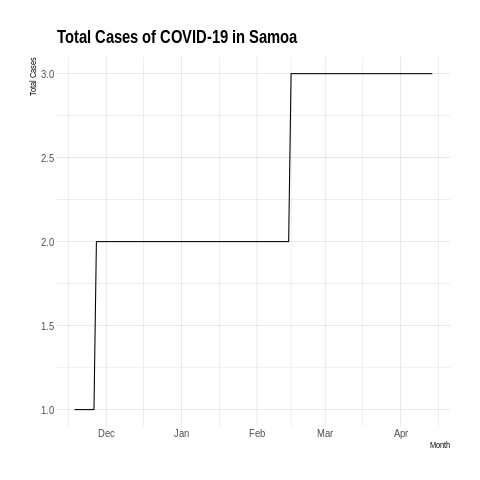 Total Cases of COVID-19 in Samoa
Total Cases
3.0
2.5
2.0
1.5
1.0
Dec Jan Feb Mar Apr
Month